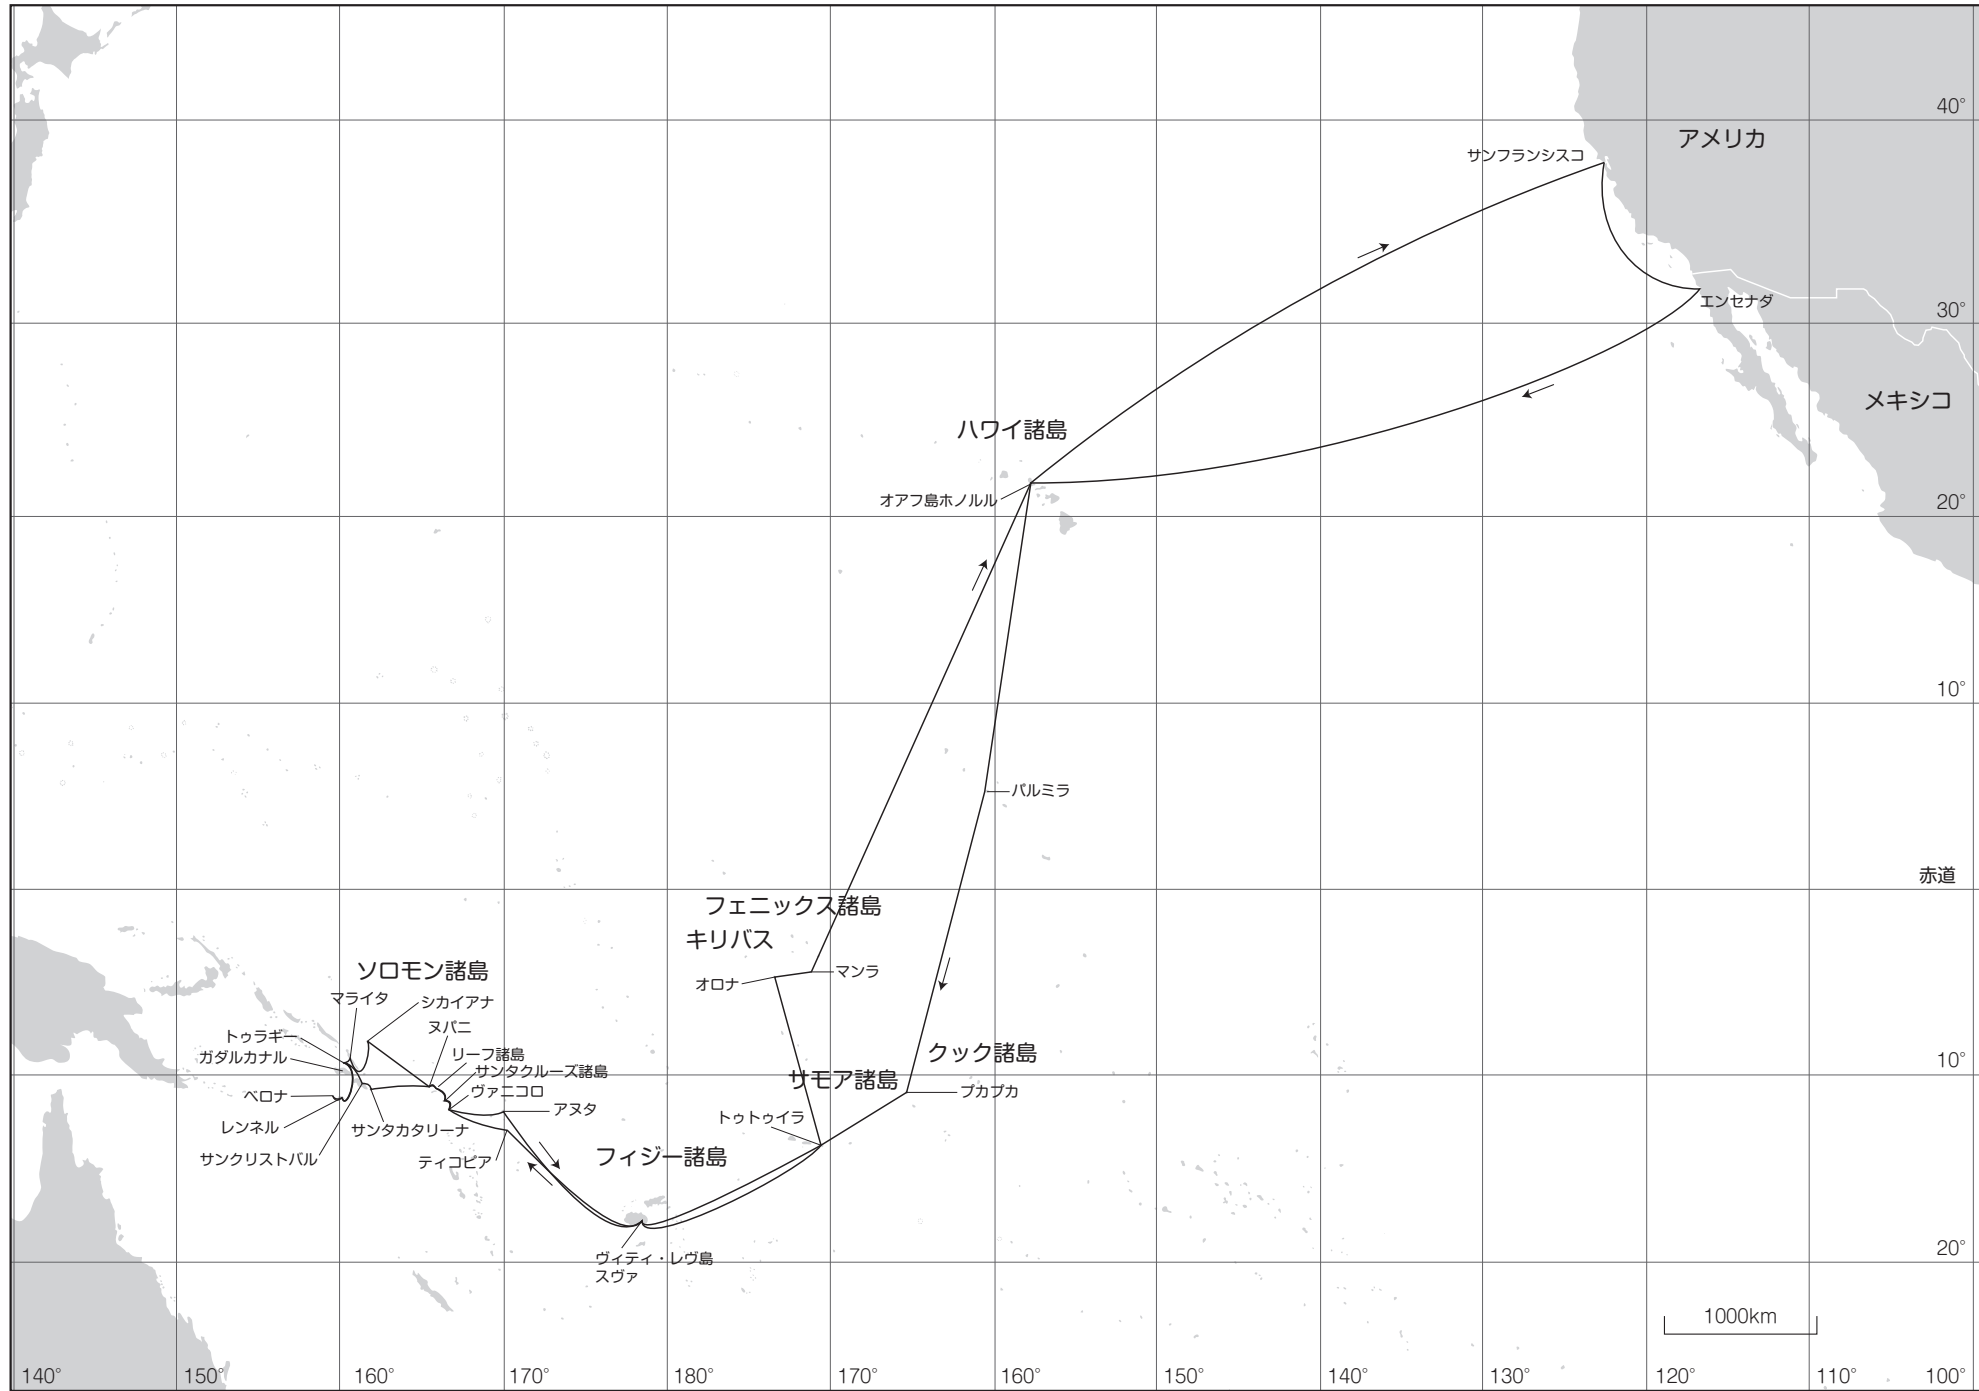 40°
アメリカ
サンフランシスコ
エンセナダ
30°
メキシコ
ハワイ諸島
オアフ島ホノルル
20°
10°
パルミラ
赤道
フェニックス諸島
キリバス
マンラ
オロナ
ソロモン諸島
マライタ
シカイアナ
ヌパニ
トゥラギー
ガダルカナル
リーフ諸島
サンタクルーズ諸島
ヴァニコロ
クック諸島
10°
サモア諸島
プカプカ
ベロナ
アヌタ
トゥトゥイラ
レンネル
サンタカタリーナ
サンクリストバル
ティコピア
フィジー諸島
20°
ヴィティ・レヴ島
スヴァ
1000km
140° 150° 160° 170° 180° 170° 160° 150° 140° 130° 120° 110° 100°